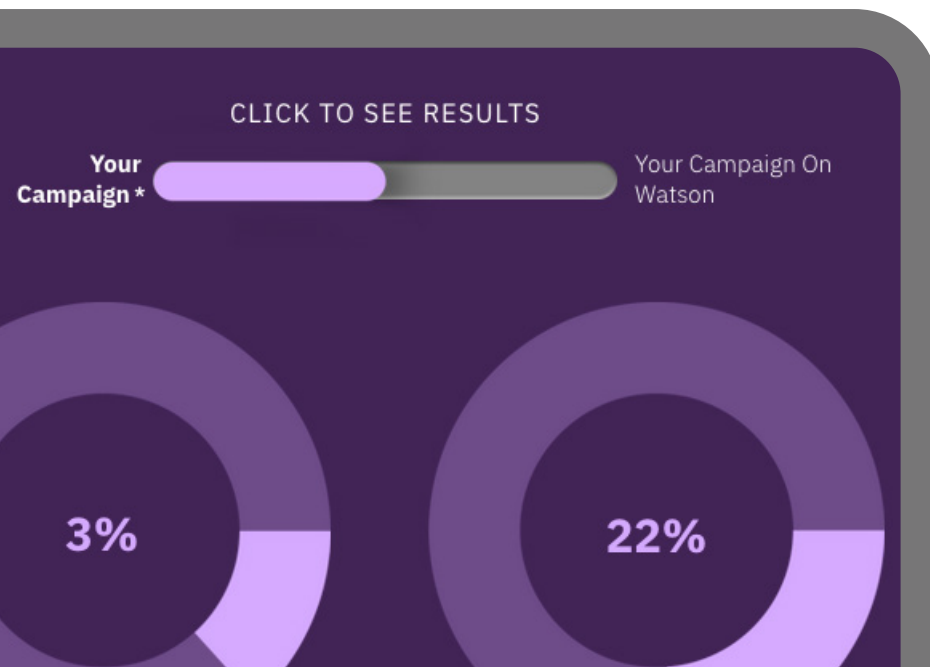 CLICK TO SEE RESULTS
Your
Campaign *
Your Campaign On
Watson
3%
22%